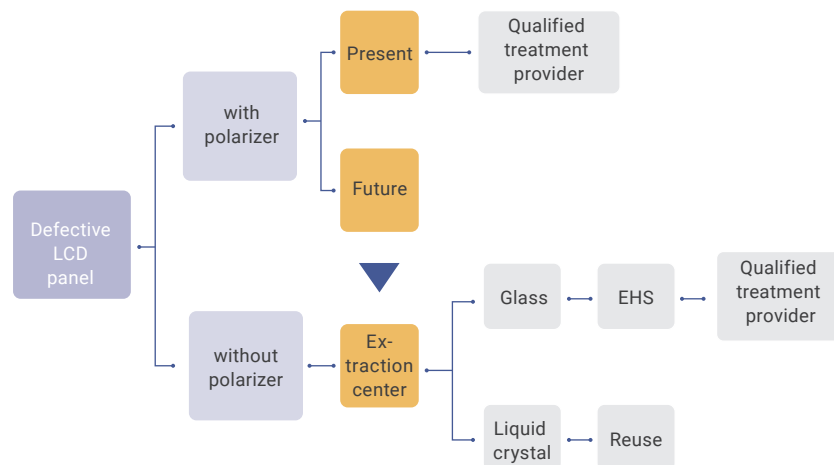 Defective
LCD
panel
with
polarizer
Present
Qualified
treatment
provider
Future
without
polarizer
Ex-
traction
center
Glass
EHS
Qualified
treatment
provider
Liquid
crystal
Reuse